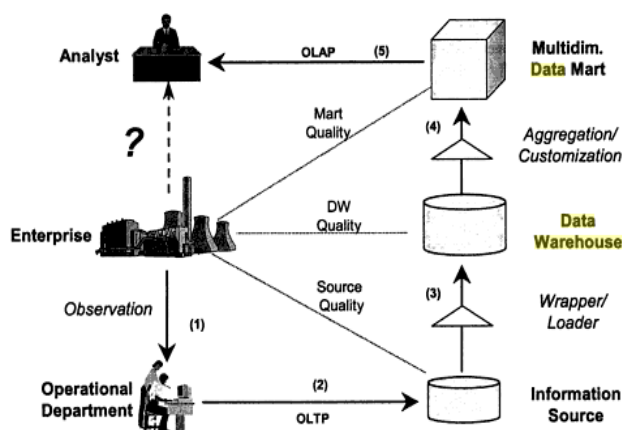 Analyst
OLAP (5)
Multidim.
Data Mart
?
Mart
Quality
(4)
Aggregation/
Customization
Enterprise
DW
Quality
Data
Warehouse
Observation
(1)
Source
Quality
(3)
Wrapper/
Loader
Operational
Department
(2)
OLTP
Information
Source